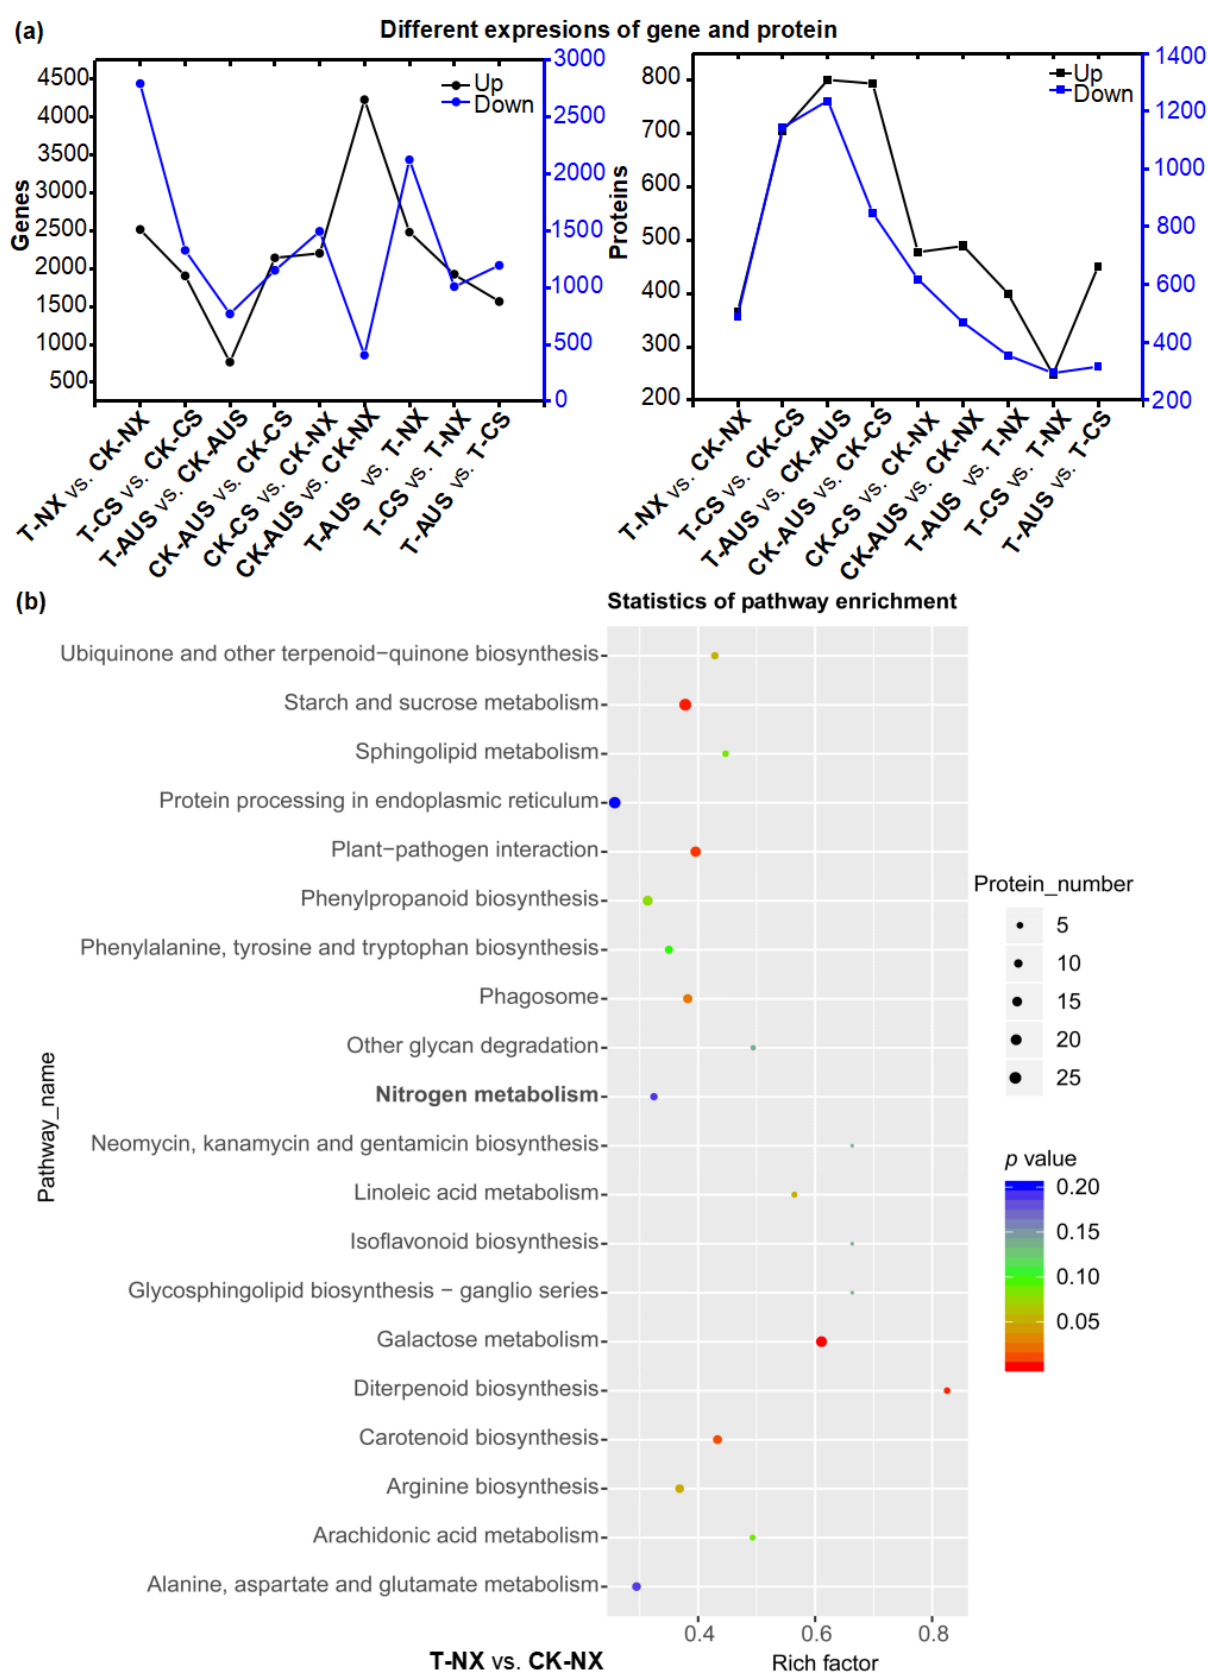 (a)
Different expresions of gene and protein
Genes
4500
4000
3500
3000
2500
2000
1500
1000
500
3000
2500
2000
1500
1000
500
0
Up
Down
T-NX vs. CK-NX
T-CS vs. CK-CS
T-AUS vs. CK-AUS
CK-AUS vs. CK-CS
CK-CS vs. CK-NX
CK-AUS vs. CK-NX
T-AUS vs. T-NX
T-CS vs. T-NX
T-AUS vs. T-CS
Proteins
800
700
600
500
400
300
200
1400
1200
1000
800
600
400
200
Up
Down
T-NX vs. CK-NX
T-CS vs. CK-CS
T-AUS vs. CK-AUS
CK-AUS vs. CK-CS
CK-CS vs. CK-NX
CK-AUS vs. CK-NX
T-AUS vs. T-NX
T-CS vs. T-NX
T-AUS vs. T-CS
(b)
Statistics of pathway enrichment
Pathway_name
Ubiquinone and other terpenoid−quinone biosynthesis
Starch and sucrose metabolism
Sphingolipid metabolism
Protein processing in endoplasmic reticulum
Plant−pathogen interaction
Phenylpropanoid biosynthesis
Phenylalanine, tyrosine and tryptophan biosynthesis
Phagosome
Other glycan degradation
Nitrogen metabolism
Neomycin, kanamycin and gentamicin biosynthesis
Linoleic acid metabolism
Isoflavonoid biosynthesis
Glycosphingolipid biosynthesis − ganglio series
Galactose metabolism
Diterpenoid biosynthesis
Carotenoid biosynthesis
Arginine biosynthesis
Arachidonic acid metabolism
Alanine, aspartate and glutamate metabolism
0.4
0.6
0.8
T-NX vs. CK-NX
Rich factor
Protein_number
5
10
15
20
25
p value
0.20
0.15
0.10
0.05